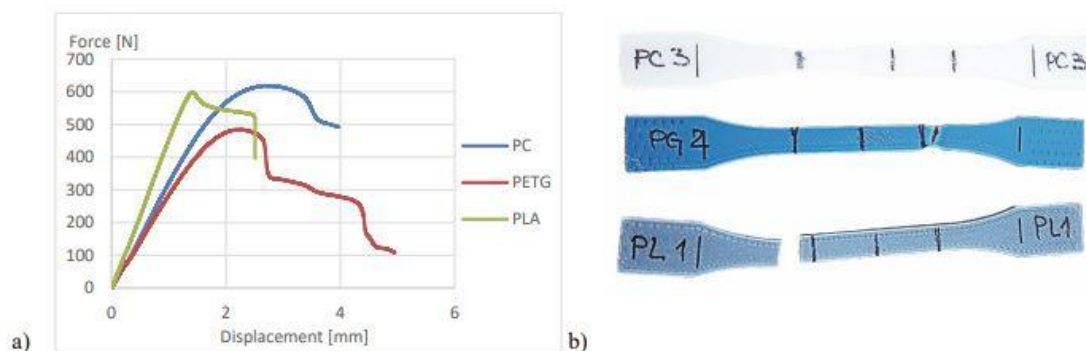 Force [N]
700
600
500
400
300
200
100
0
0 2 4 6
Displacement [mm]
PC
PETG
PLA
a)
PC 3 PC 3
PG 4
PL 1 PL1
b)